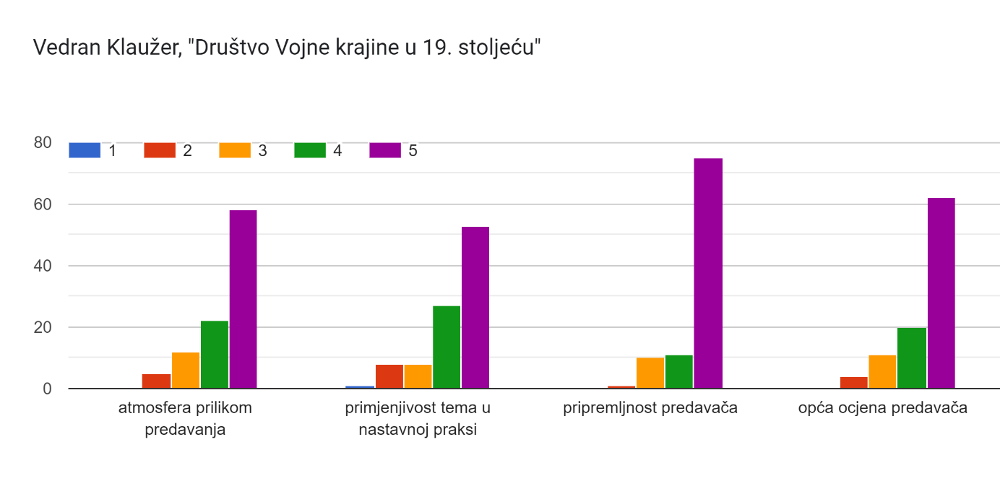 Vedran Klaužer, "Društvo Vojne krajine u 19. stoljeću"
80
1 2 3 4 5
60
40
20
0
atmosfera prilikom
predavanja
primjenjivost tema u
nastavnoj praksi
pripremljnost predavača
opća ocjena predavača